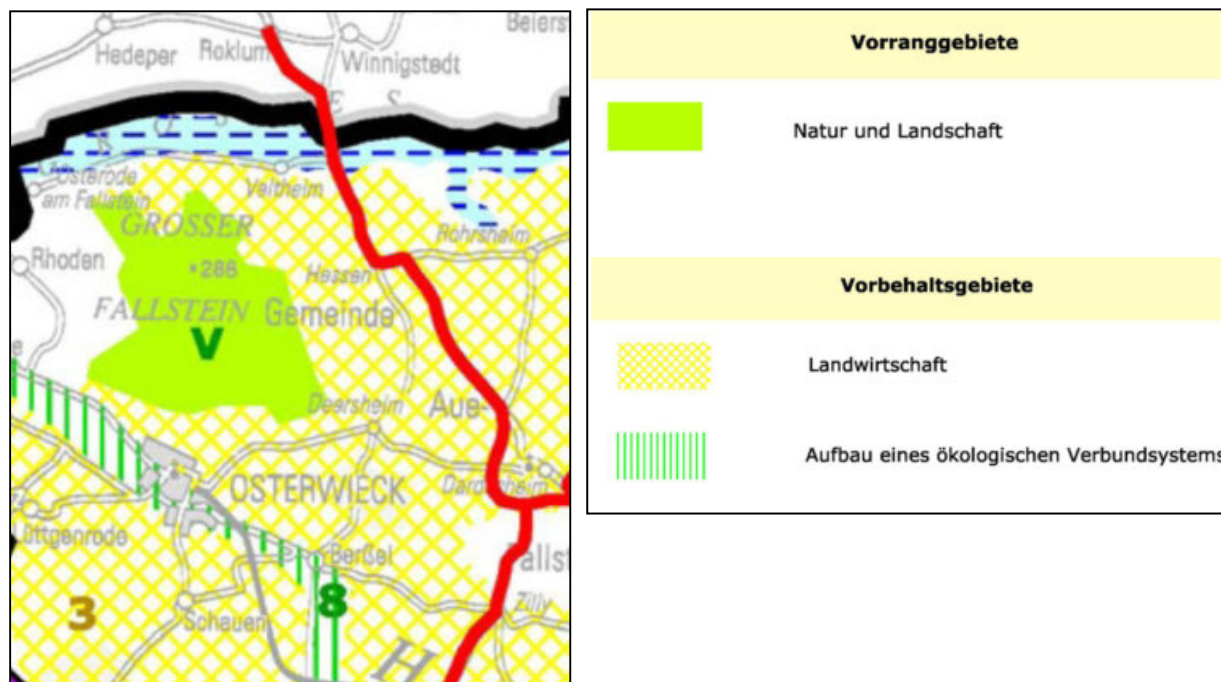 Beiers
Hedeper
Roklum
Winnigstedt
E S
Osterode
am Fallstein
Veltheim
GROSSER
Rohrsheim
Rhoden
288
Hessen
FALLSTEIN
Gemeinde
V
e
Deersheim
Aue-
OSTERWIECK
Dardesheim
üttgenrode
Berßel
Fallst
3
8
Schauen
Zilly
H
Vorranggebiete
Natur und Landschaft
Vorbehaltsgebiete
Landwirtschaft
Aufbau eines ökologischen Verbundsystems